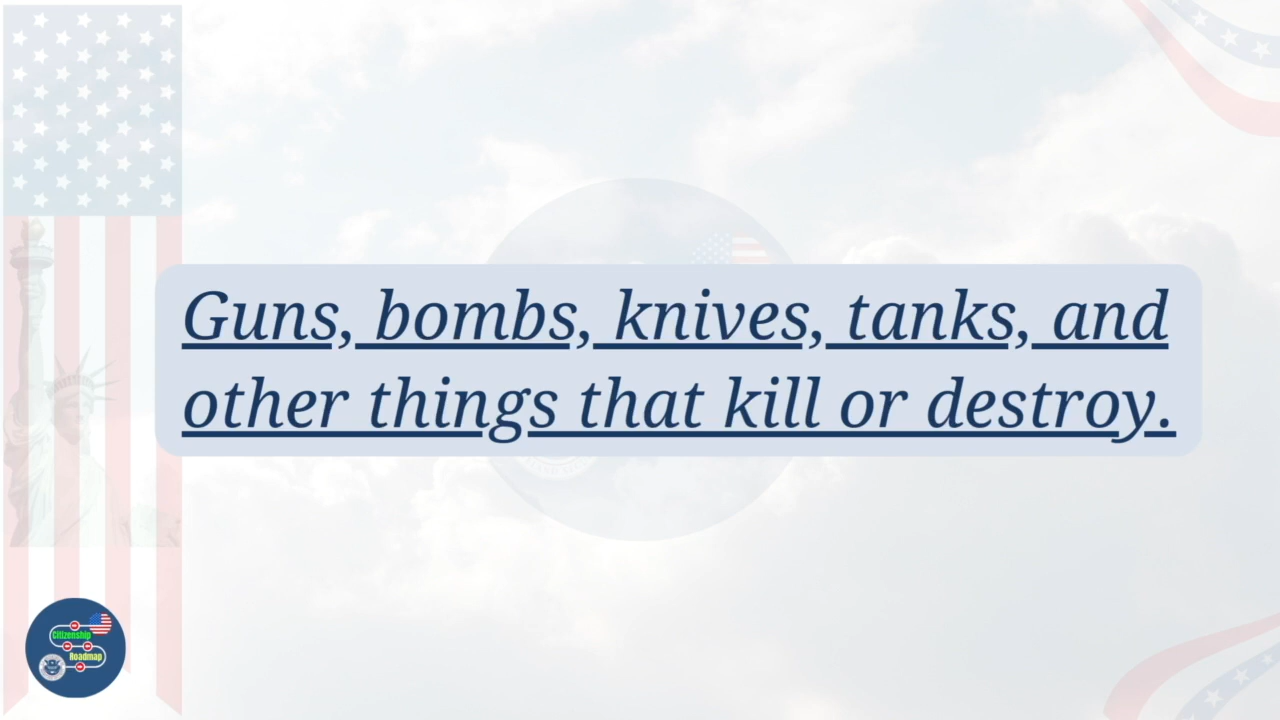 Guns, bombs, knives, tanks, and
other things that kill or destroy.
Citizenship
Roadmap